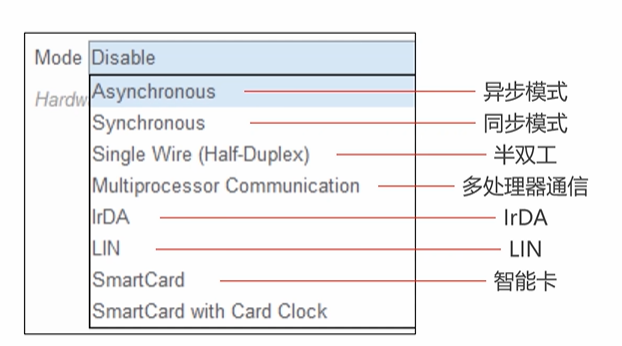 Mode Disable
Hardw
Asynchronous 异步模式
Synchronous 同步模式
Single Wire (Half-Duplex) 半双工
Multiprocessor Communication 多处理器通信
IrDA IrDA
LIN LIN
SmartCard 智能卡
SmartCard with Card Clock